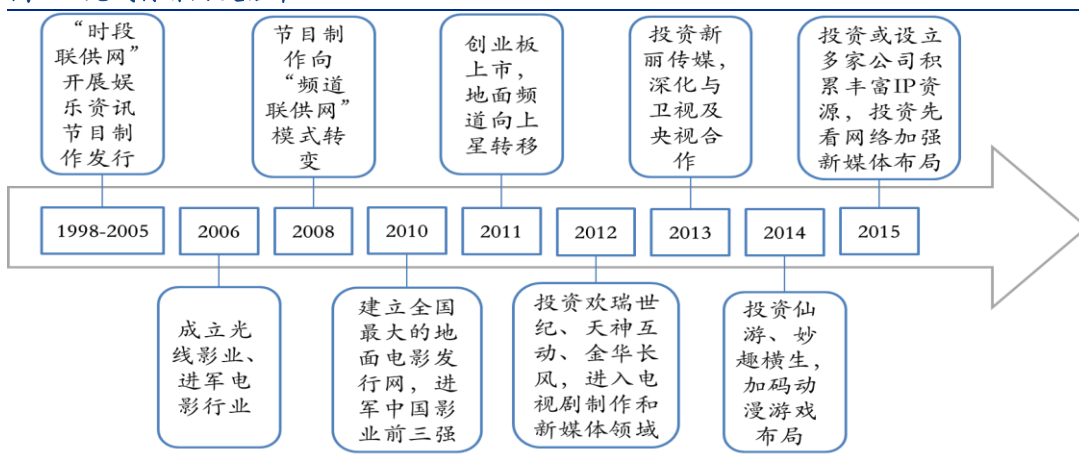 “时段
联供网”
开展娱
乐资讯
节目制
作发行
节目制
作向
“频道
联供网”
模式转
变
创业板
上市，
地面频
道向上
星转移
投资新
丽传媒，
深化与
卫视及
央视合
作
投资或设立
多家公司积
累丰富IP资
源，投资先
看网络加强
新媒体布局
1998-2005
2006
2008
2010
2011
2012
2013
2014
2015
成立光
线影业、
进军电
影行业
建立全国
最大的地
面电影发
行网，进
军中国影
业前三强
投资欢瑞世
纪、天神互
动、金华长
风，进入电
视剧制作和
新媒体领域
投资仙
游、妙
趣横生，
加码动
漫游戏
布局